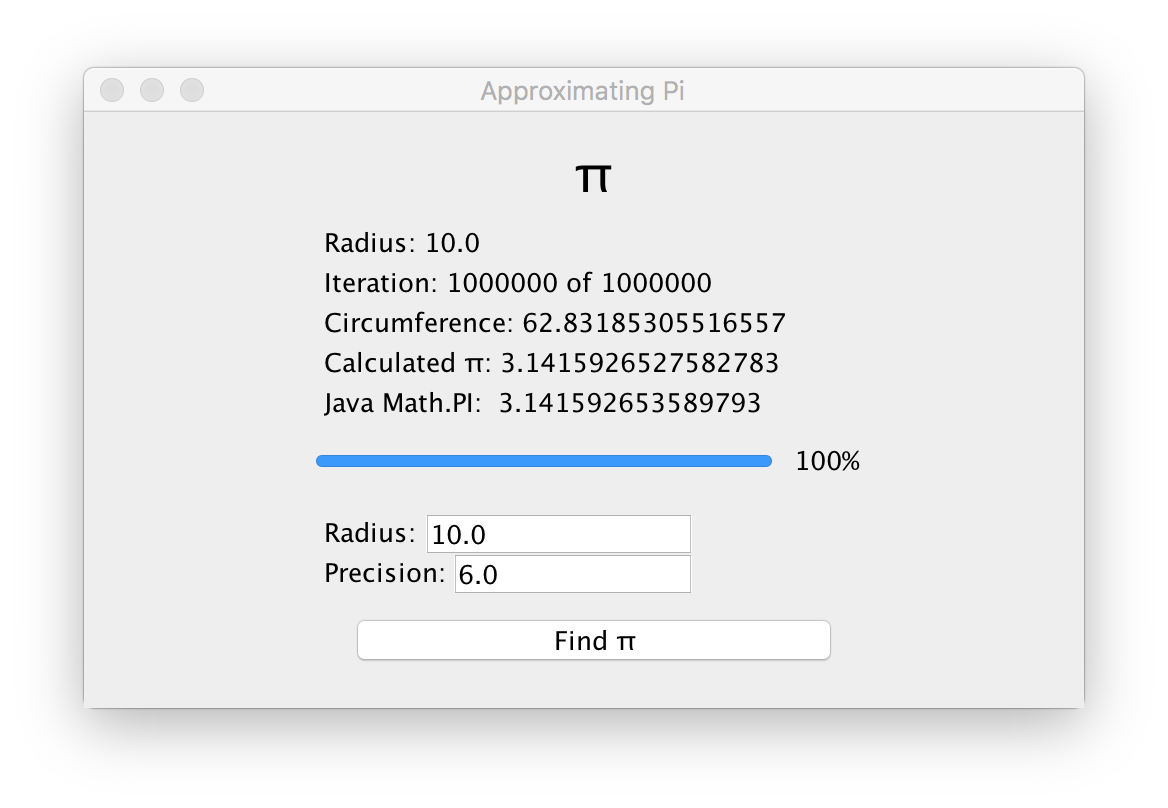 Approximating Pi
π
Radius: 10.0
Iteration: 1000000 of 1000000
Circumference: 62.83185305516557
Calculated π: 3.1415926527582783
Java Math.PI:  3.141592653589793
100%
Radius: 10.0
Precision: 6.0
Find π